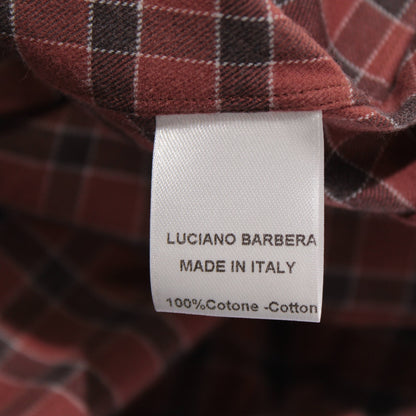 LUCIANO BARBERA
MADE IN ITALY
100%Cotone -Cotton